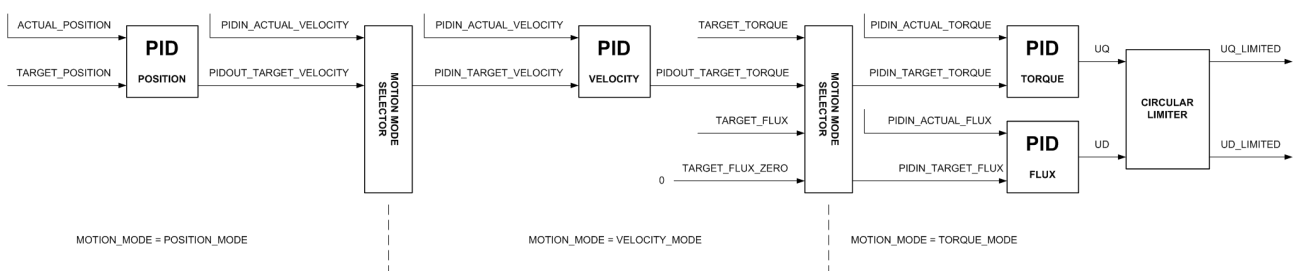 ACTUAL_POSITION
TARGET_POSITION
PID
POSITION
PIDIN_ACTUAL_VELOCITY
PIDOUT_TARGET_VELOCITY
MOTION MODE
SELECTOR
PIDIN_ACTUAL_VELOCITY
PIDIN_TARGET_VELOCITY
PID
VELOCITY
TARGET_TORQUE
PIDOUT_TARGET_TORQUE
TARGET_FLUX
TARGET_FLUX_ZERO
0
MOTION MODE
SELECTOR
PIDIN_ACTUAL_TORQUE
PIDIN_TARGET_TORQUE
PID
TORQUE
PIDIN_ACTUAL_FLUX
PIDIN_TARGET_FLUX
PID
FLUX
UQ
UD
CIRCULAR
LIMITER
UQ_LIMITED
UD_LIMITED
MOTION_MODE = POSITION_MODE
MOTION_MODE = VELOCITY_MODE
MOTION_MODE = TORQUE_MODE